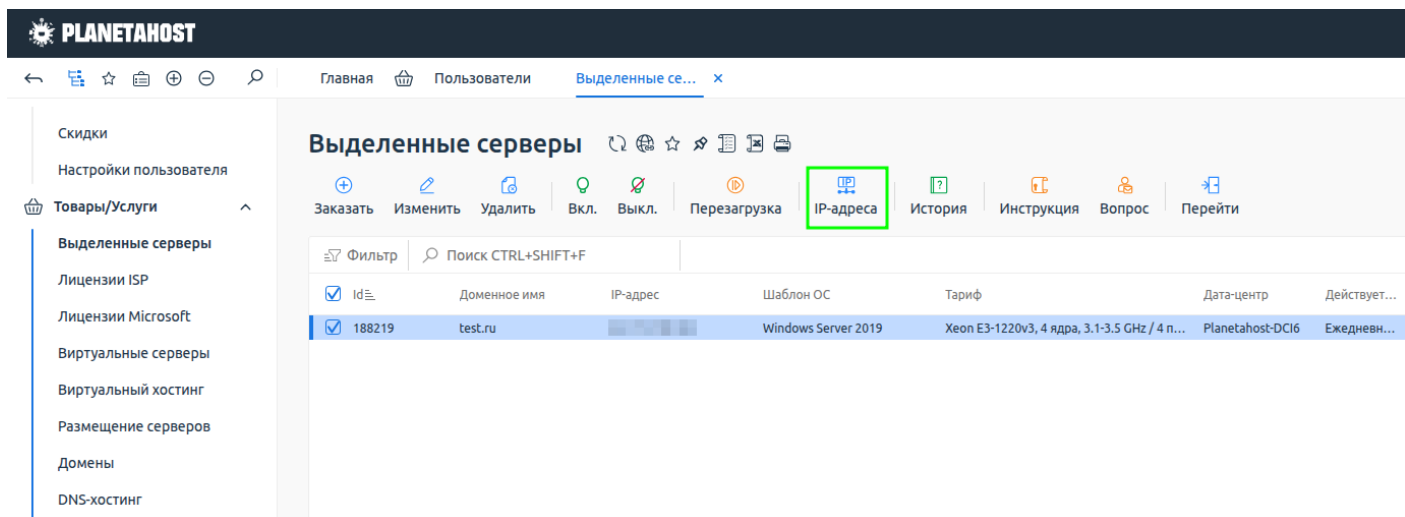 PLANETAHOST
Главная Пользователи Выделенные се... ×
Скидки
Настройки пользователя
Товары/Услуги
Выделенные серверы
Лицензии ISP
Лицензии Microsoft
Виртуальные серверы
Виртуальный хостинг
Размещение серверов
Домены
DNS-хостинг
Выделенные серверы
Заказать Изменить Удалить Вкл. Выкл. Перезагрузка IP-адреса История Инструкция Вопрос Перейти
Фильтр Поиск CTRL+SHIFT+F
Id Доменное имя IP-адрес Шаблон ОС Тариф Дата-центр Действует...
188219 test.ru Windows Server 2019 Xeon E3-1220v3, 4 ядра, 3.1-3.5 GHz / 4 п... Planetahost-DCI6 Ежедневн...